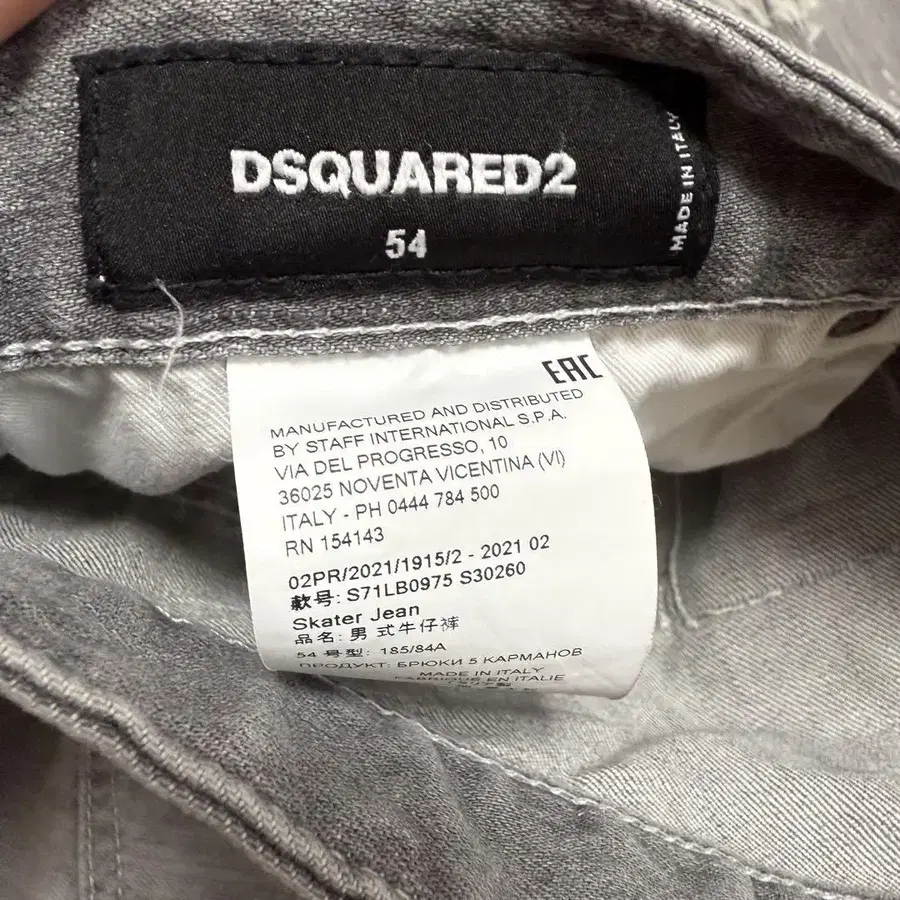 DSQUARED2
54
MADE IN ITALY
EAC
MANUFACTURED AND DISTRIBUTED
BY STAFF INTERNATIONAL S.P.A.
VIA DEL PROGRESSO, 10
36025 NOVENTA VICENTINA (VI)
ITALY - PH 0444 784 500
RN 154143
02PR/2021/1915/2 - 2021 02
款号: S71LB0975 S30260
Skater Jean
品名: 男 式牛仔裤
54 号型: 185/84A
ПРОДУКТ: БРЮКИ 5 КАРМАНОВ
MADE IN ITALY
FABRIQUE EN ITALIE